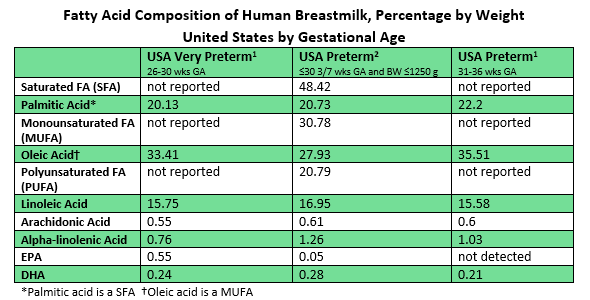 Fatty Acid Composition of Human Breastmilk, Percentage by Weight
United States by Gestational Age
USA Very Preterm1 USA Preterm2 USA Preterm1
26-30 wks GA ≤30 3/7 wks GA and BW ≤1250 g 31-36 wks GA
Saturated FA (SFA) not reported 48.42 not reported
Palmitic Acid* 20.13 20.73 22.2
Monounsaturated FA not reported 30.78 not reported
(MUFA)
Oleic Acid† 33.41 27.93 35.51
Polyunsaturated FA not reported 20.79 not reported
(PUFA)
Linoleic Acid 15.75 16.95 15.58
Arachidonic Acid 0.55 0.61 0.6
Alpha-linolenic Acid 0.76 1.26 1.03
EPA 0.55 0.05 not detected
DHA 0.24 0.28 0.21
*Palmitic acid is a SFA †Oleic acid is a MUFA